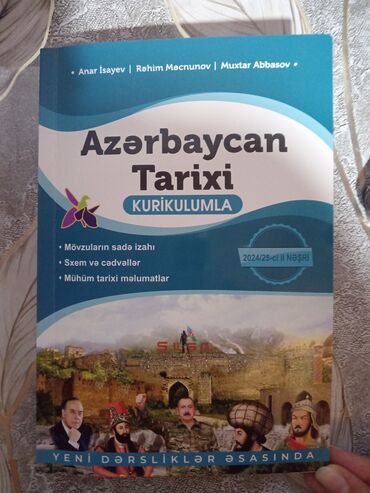 • Anar İsayev | Rəhim Məcnunov | Muxtar Abbasov •
Azərbaycan
Tarixi
KURİKULUMLA
• Mövzuların sadə izahı
• Sxem və cədvəllər
• Mühüm tarixi məlumatlar
2024/25-ci il NƏŞRİ
YENİ DƏRSLİKLƏR ƏSASINDA